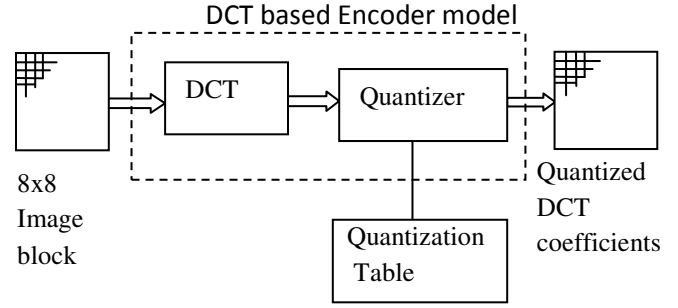 DCT based Encoder model
DCT
Quantizer
8x8
Image
block
Quantized
DCT
coefficients
Quantization
Table